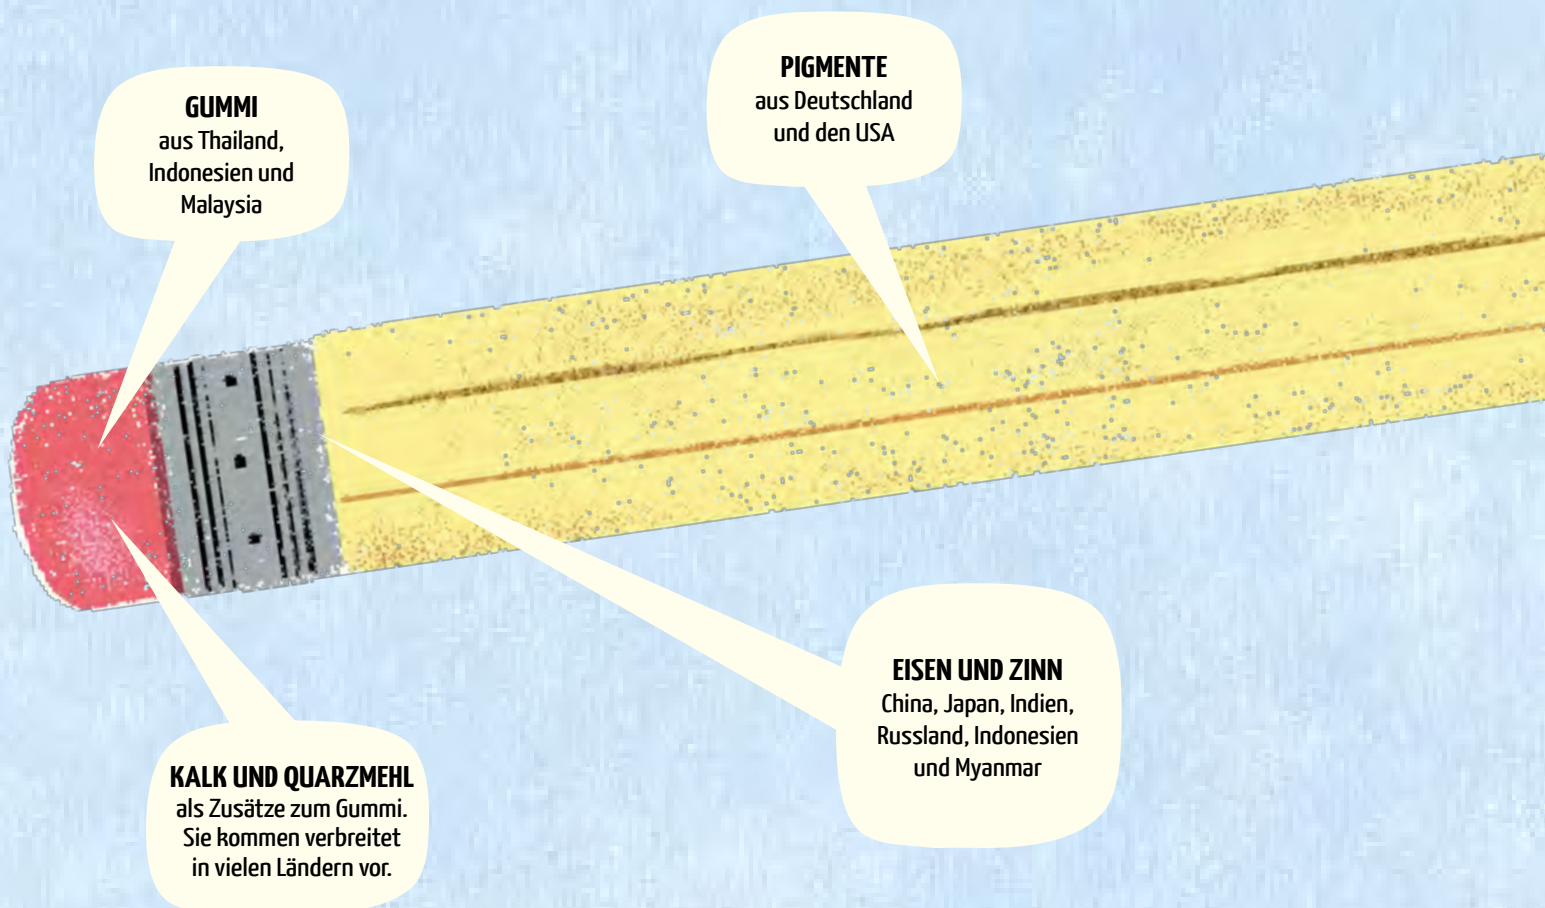 GUMMI
aus Thailand,
Indonesien und
Malaysia
PIGMENTE
aus Deutschland
und den USA
EISEN UND ZINN
China, Japan, Indien,
Russland, Indonesien
und Myanmar
KALK UND QUARZMEHL
als Zusätze zum Gummi.
Sie kommen verbreitet
in vielen Ländern vor.